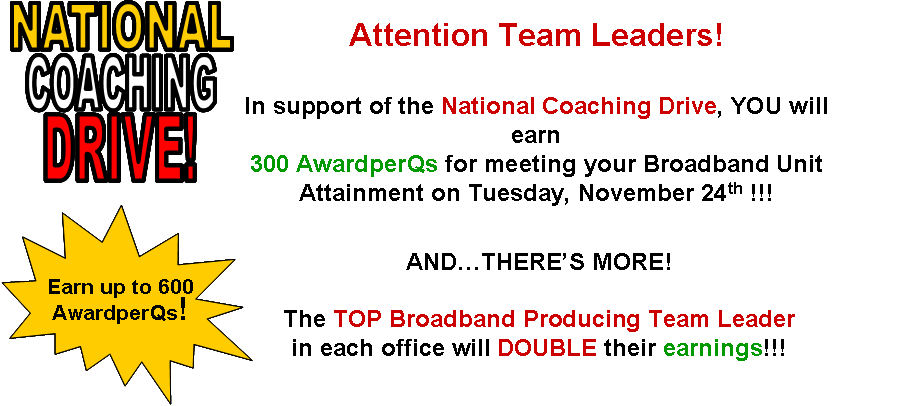 NATIONAL
COACHING
DRIVE!
Attention Team Leaders!
In support of the National Coaching Drive, YOU will
earn
300 AwardperQs for meeting your Broadband Unit
Attainment on Tuesday, November 24th !!!
Earn up to 600
AwardperQs!
AND…THERE’S MORE!
The TOP Broadband Producing Team Leader
in each office will DOUBLE their earnings!!!